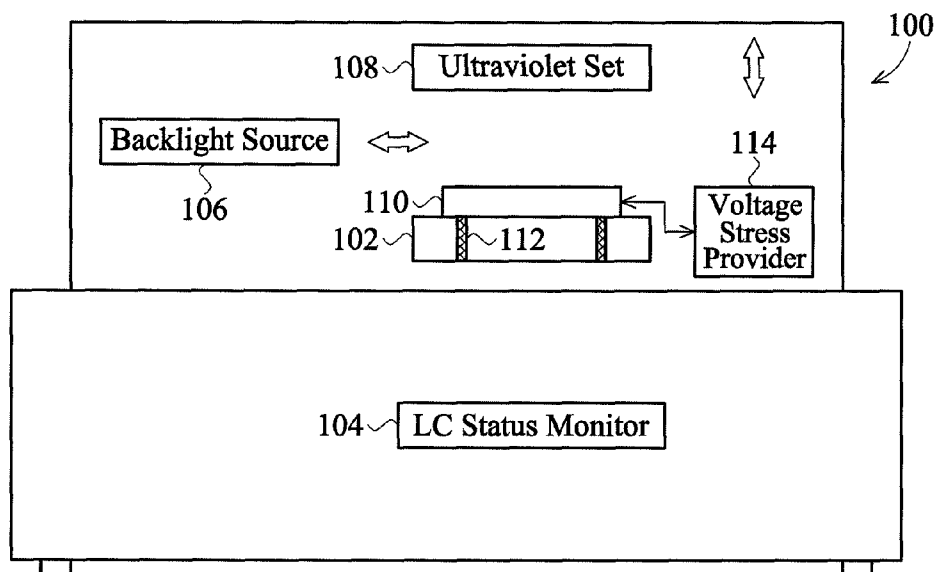 100
108
Ultraviolet Set
Backlight Source
106
114
110
102
112
Voltage
Stress
Provider
104
LC Status Monitor